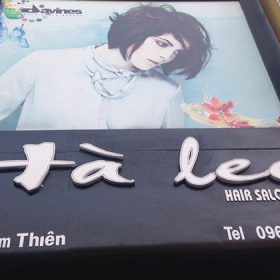 davines
Hà lee
HAIR SALO
m Thiên
Tel 096